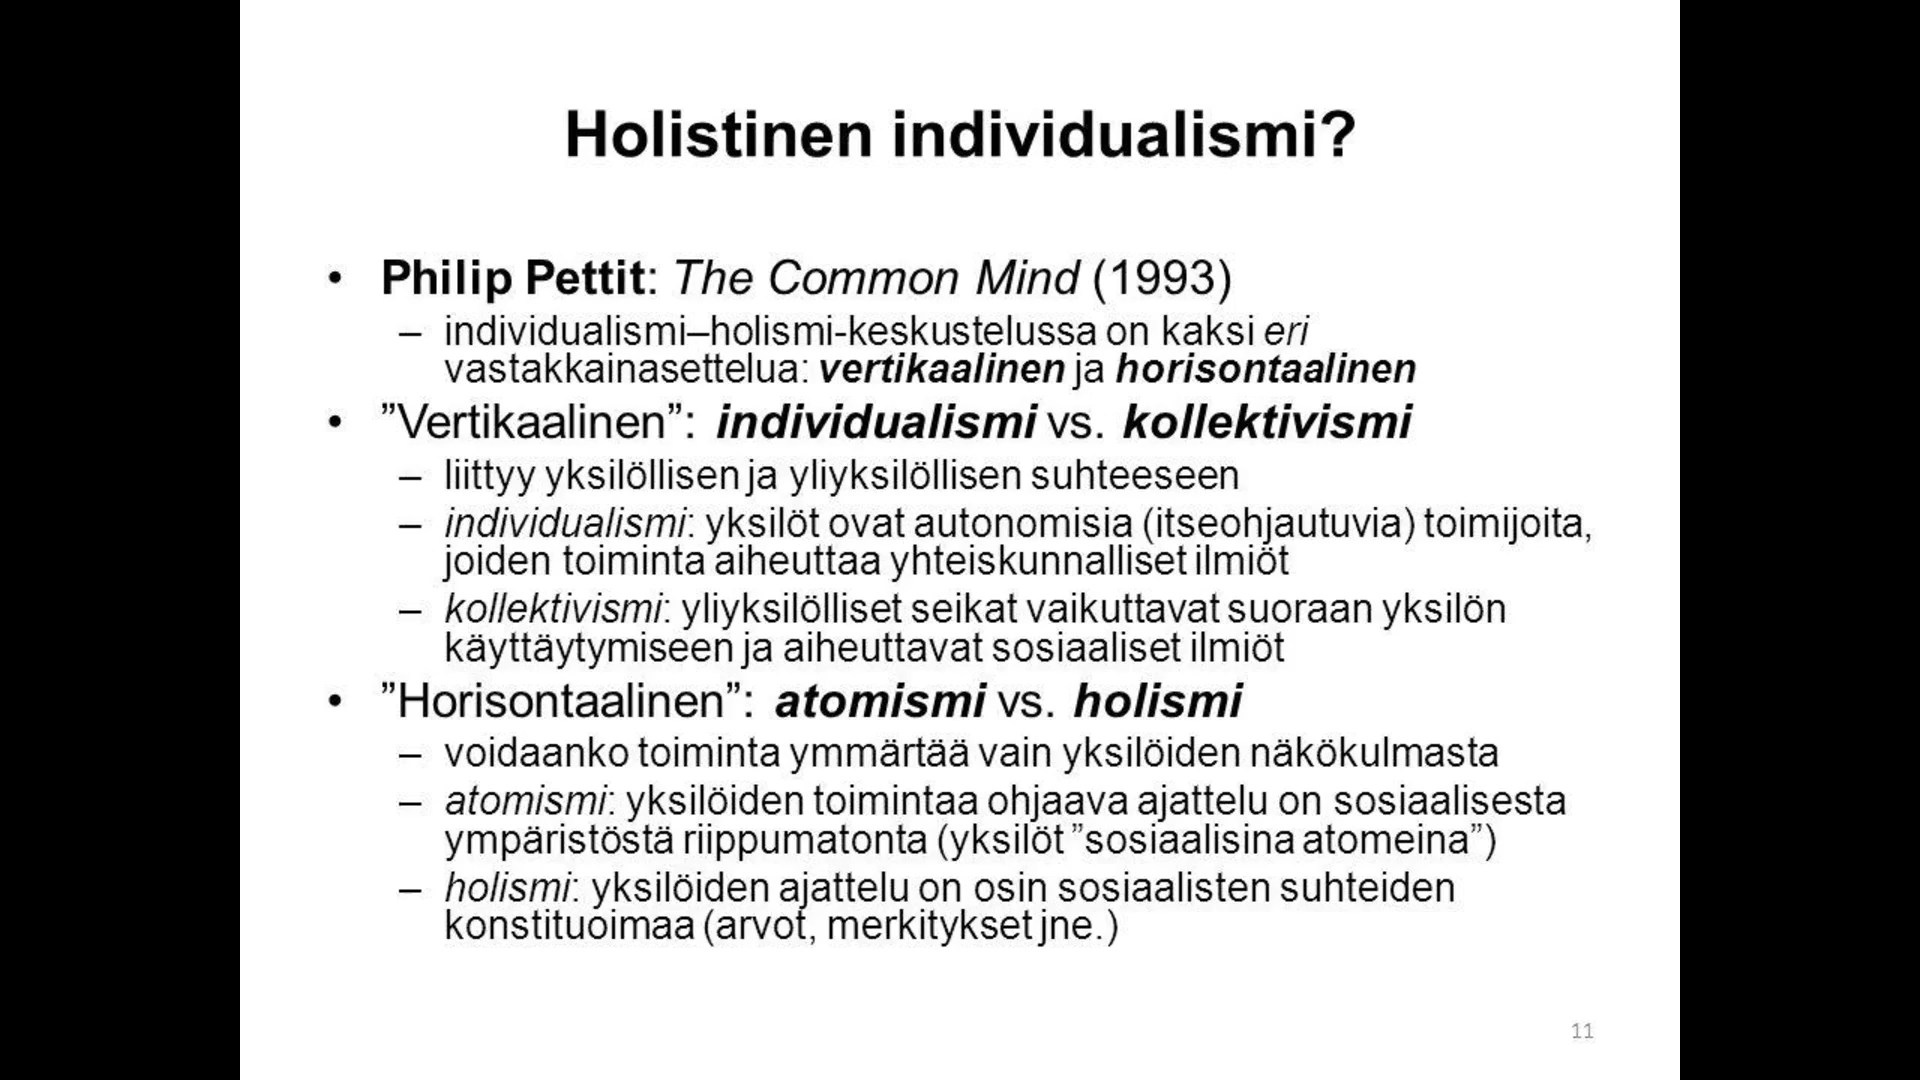 Holistinen individualismi?
• Philip Pettit: The Common Mind (1993)
– individualismi–holismi-keskustelussa on kaksi eri
vastakkainasettelua: vertikaalinen ja horisontaalinen
• ”Vertikaalinen”: individualismi vs. kollektivismi
– liittyy yksilöllisen ja yliyksilöllisen suhteeseen
– individualismi: yksilöt ovat autonomisia (itseohjautuvia) toimijoita,
joiden toiminta aiheuttaa yhteiskunnalliset ilmiöt
– kollektivismi: yliyksilölliset seikat vaikuttavat suoraan yksilön
käyttäytymiseen ja aiheuttavat sosiaaliset ilmiöt
• ”Horisontaalinen”: atomismi vs. holismi
– voidaanko toiminta ymmärtää vain yksilöiden näkökulmasta
– atomismi: yksilöiden toimintaa ohjaava ajattelu on sosiaalisesta
ympäristöstä riippumatonta (yksilöt ”sosiaalisina atomeina”)
– holismi: yksilöiden ajattelu on osin sosiaalisten suhteiden
konstituoimaa (arvot, merkitykset jne.)
11